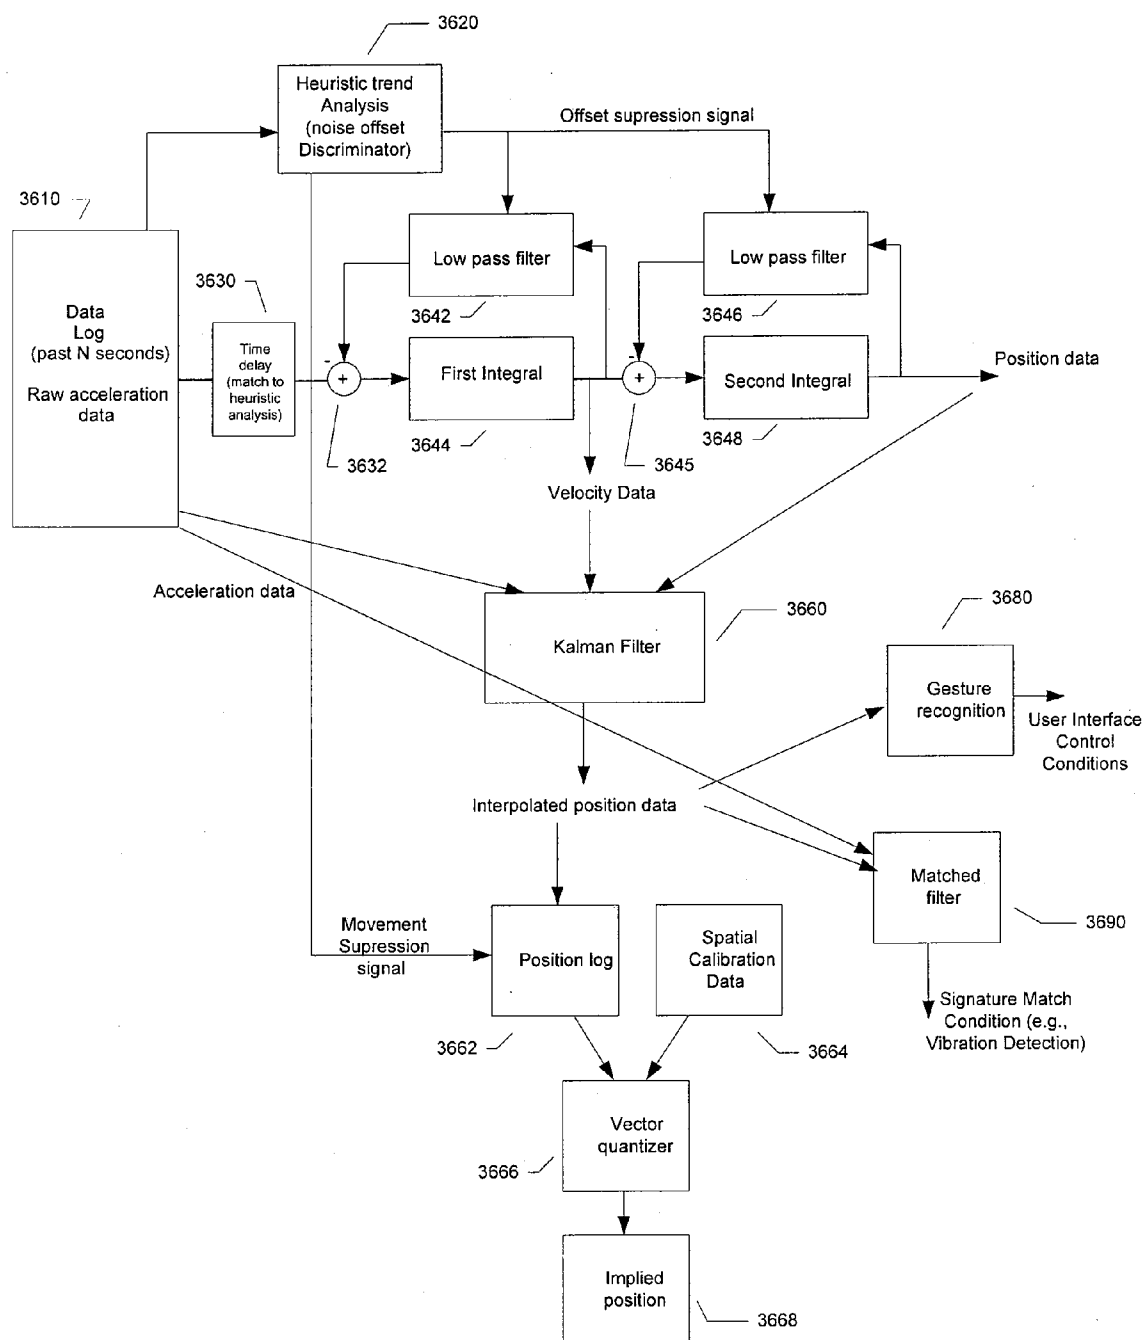 3620
Heuristic trend
Analysis
(noise offset
Discriminator)
Offset supression signal
3610
Data
Log
(past N seconds)
Raw acceleration
data
3630
Time
delay
(match to
heuristic
analysis)
Low pass filter
3642
Low pass filter
3646
-
+
3632
First Integral
3644
-
+
3645
Second Integral
3648
Position data
Velocity Data
Acceleration data
Kalman Filter
3660
3680
Gesture
recognition
User Interface
Control
Conditions
Interpolated position data
Matched
filter
3690
Movement
Supression
signal
Position log
3662
Spatial
Calibration
Data
3664
Signature Match
Condition (e.g.,
Vibration Detection)
Vector
quantizer
3666
Implied
position
3668